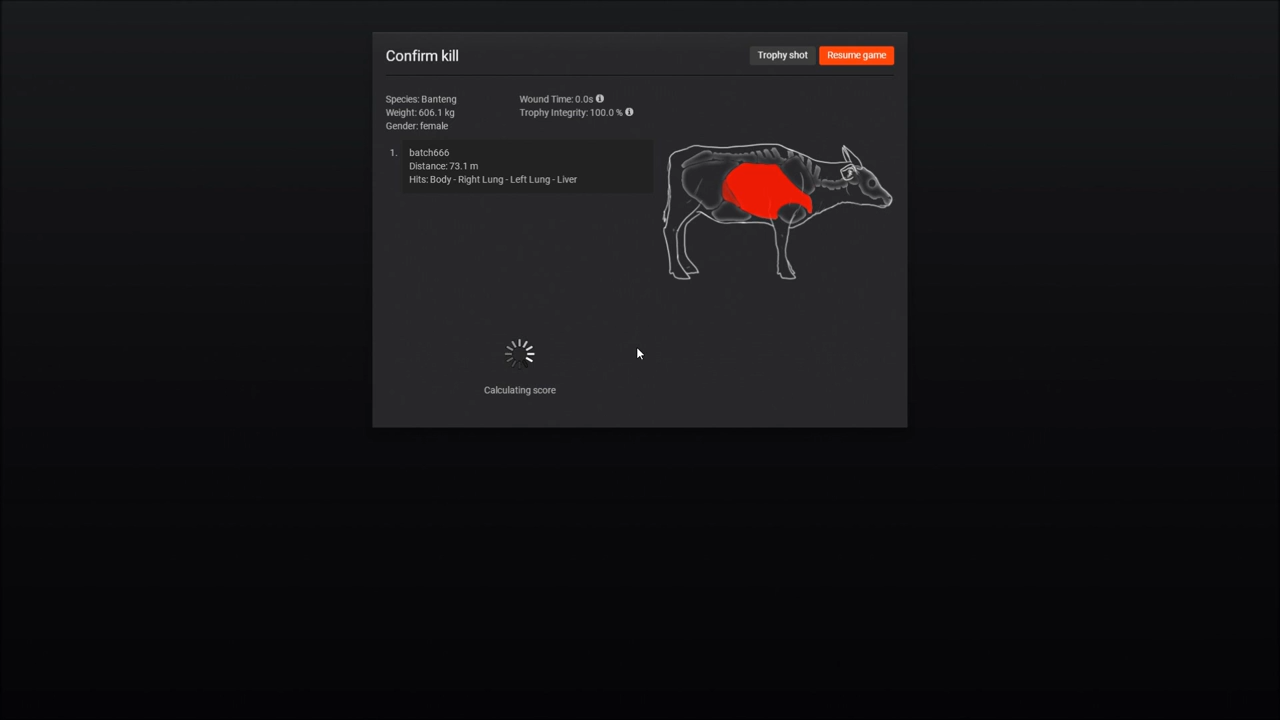 Confirm kill
Trophy shot
Resume game
Species: Banteng
Wound Time: 0.0s
Weight: 606.1 kg
Trophy Integrity: 100.0 %
Gender: female
1. batch666
Distance: 73.1 m
Hits: Body - Right Lung - Left Lung - Liver
Calculating score